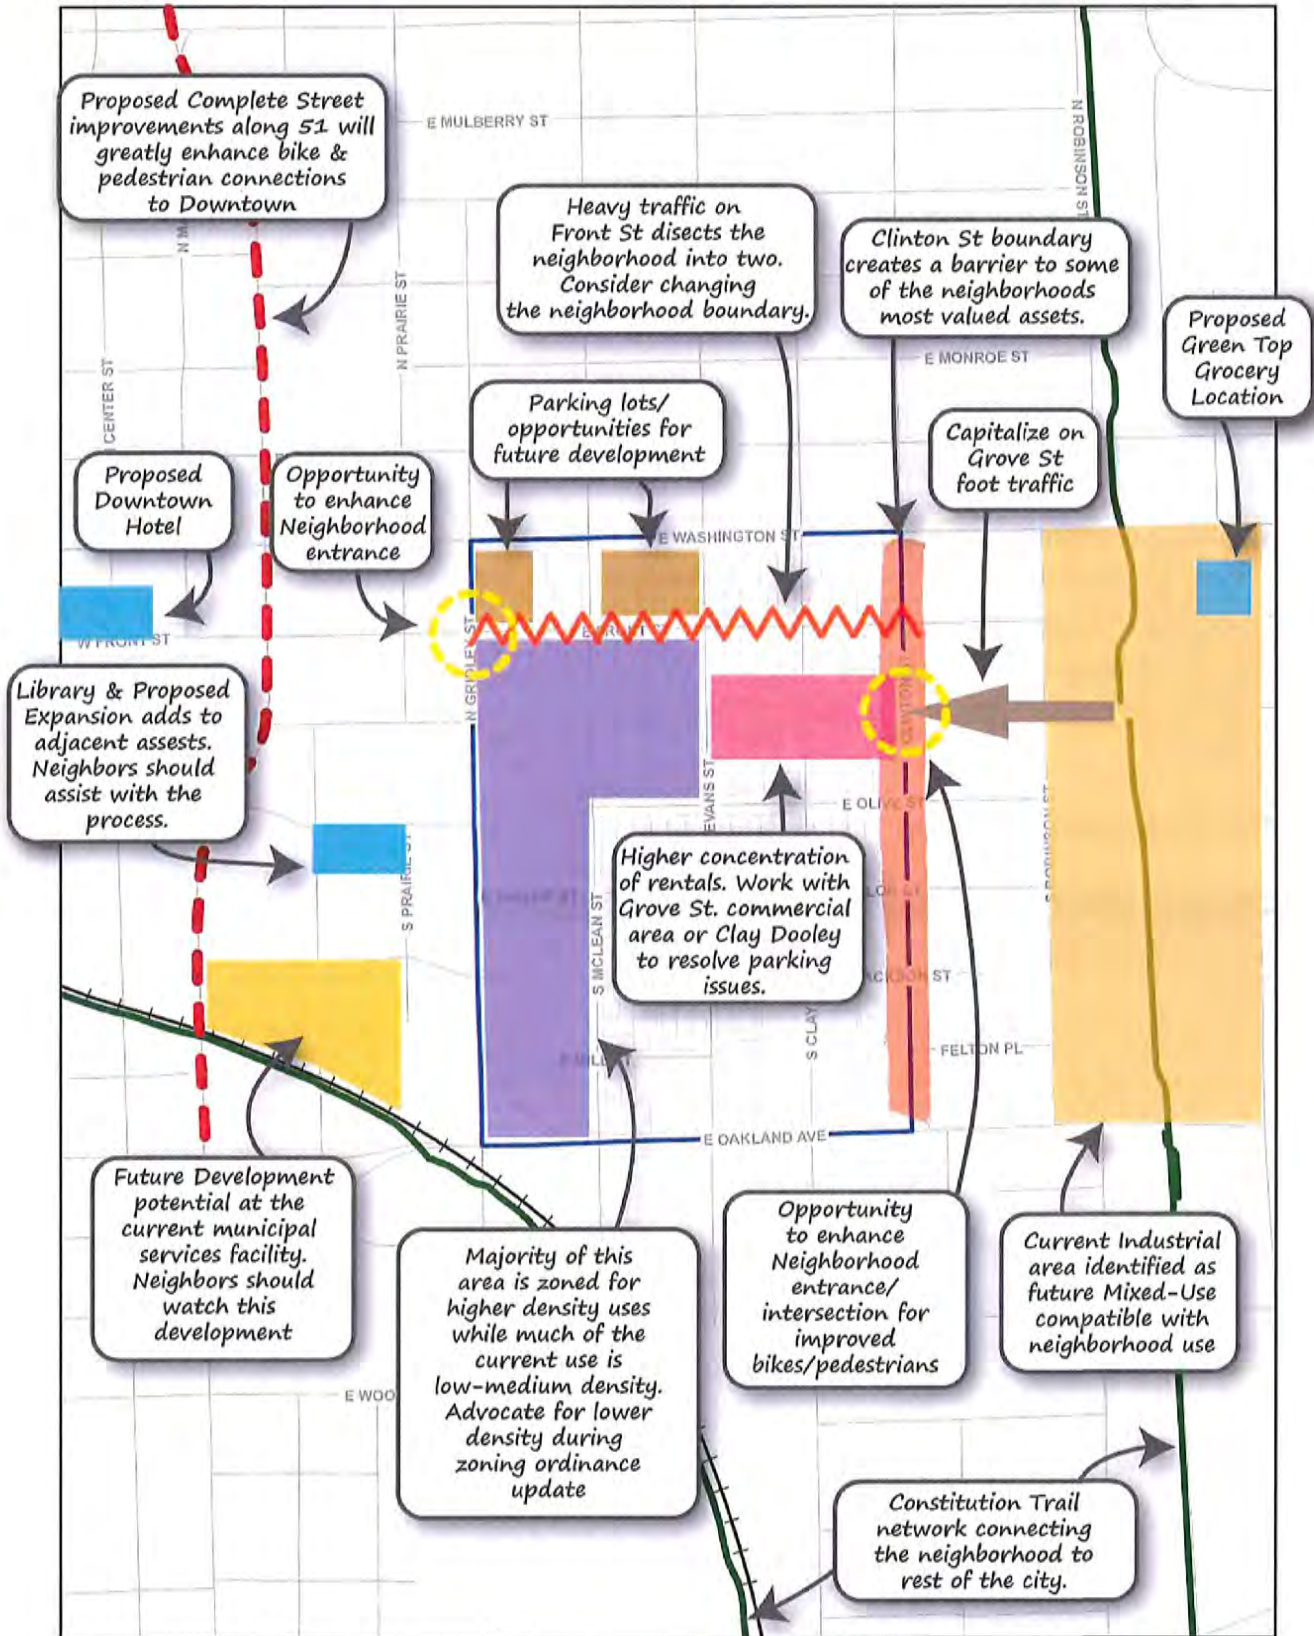 Proposed Complete Street
improvements along 51 will
greatly enhance bike &
pedestrian connections
to Downtown
E MULBERRY ST
N ROBINSON ST
Heavy traffic on
Front St disects the
neighborhood into two.
Consider changing
the neighborhood boundary.
Clinton St boundary
creates a barrier to some
of the neighborhoods
most valued assets.
Proposed
Green Top
Grocery
Location
N M
N PRAIRIE ST
CENTER ST
E MONROE ST
Parking lots/
opportunities for
future development
Capitalize on
Grove St
foot traffic
Proposed
Downtown
Hotel
Opportunity
to enhance
Neighborhood
entrance
E WASHINGTON ST
W FRONT ST
E FRONT ST
N GRIDLEY ST
Library & Proposed
Expansion adds to
adjacent assests.
Neighbors should
assist with the
process.
EVANS ST
E OLIVE ST
S ROBINSON ST
S PRAIRIE ST
Higher concentration
of rentals. Work with
Grove St. commercial
area or Clay Dooley
to resolve parking
issues.
S MCLEAN ST
ACKSON ST
S CLAY
FELTON PL
E MILL
E OAKLAND AVE
Future Development
potential at the
current municipal
services facility.
Neighbors should
watch this
development
Majority of this
area is zoned for
higher density uses
while much of the
current use is
low-medium density.
Advocate for lower
density during
zoning ordinance
update
Opportunity
to enhance
Neighborhood
entrance/
intersection for
improved
bikes/pedestrians
Current Industrial
area identified as
future Mixed-Use
compatible with
neighborhood use
E WOO
Constitution Trail
network connecting
the neighborhood to
rest of the city.